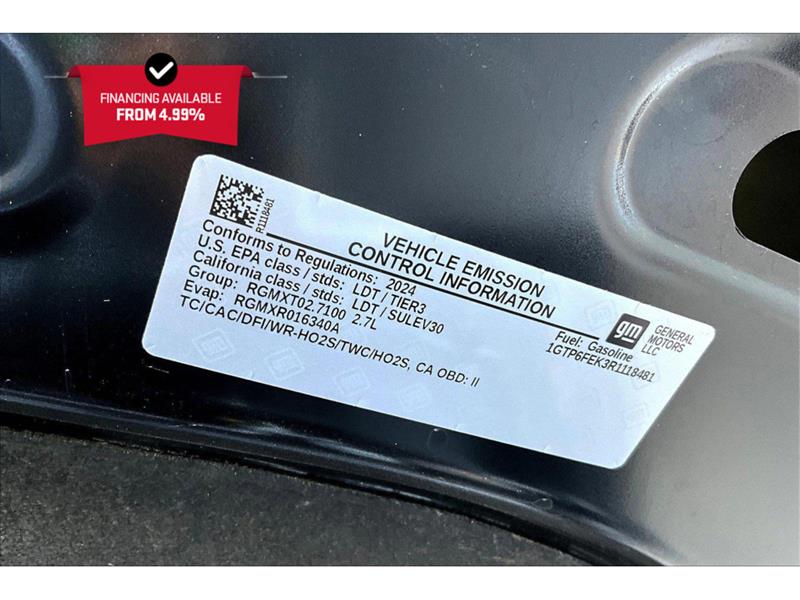 FINANCING AVAILABLE
FROM 4.99%
R1118481
VEHICLE EMISSION
CONTROL INFORMATION
Conforms to Regulations: 2024
U.S. EPA class / stds: LDT / TIER3
California class / stds: LDT / SULEV30
Group: RGMXT02.7100 2.7L
Evap: RGMXR016340A
TC/CAC/DFI/WR-HO2S/TWC/HO2S, CA OBD: II
Fuel: Gasoline
1GTP6FEK3R1118481
gm
GENERAL
MOTORS
LLC